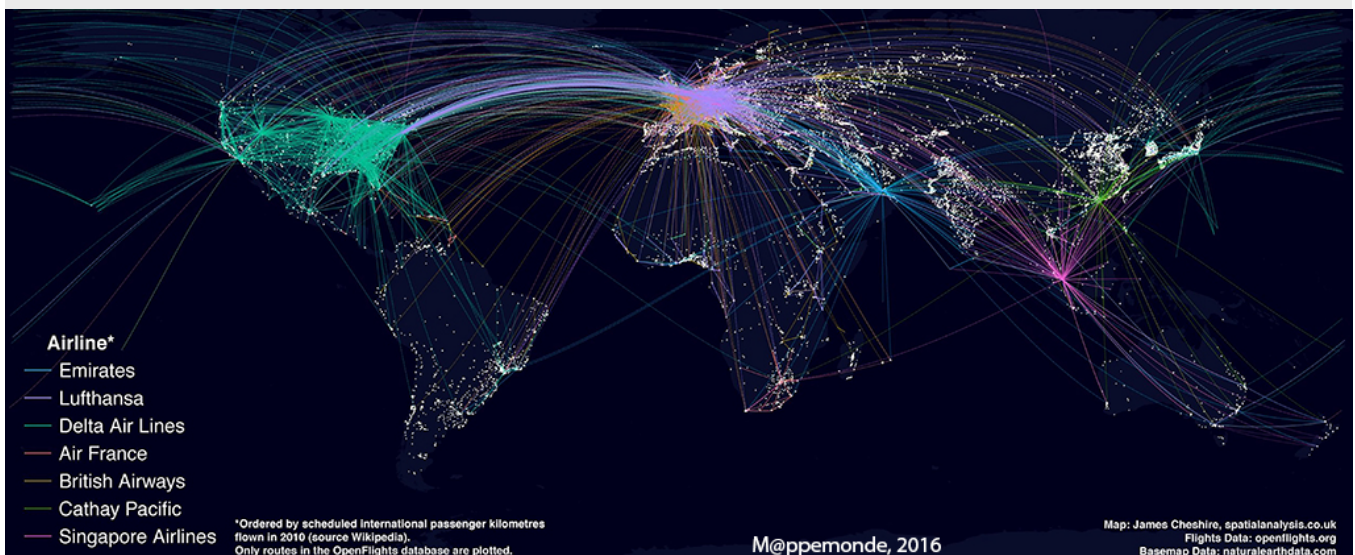 Airline*
Emirates
Lufthansa
Delta Air Lines
Air France
British Airways
Cathay Pacific
Singapore Airlines
*Ordered by scheduled international passenger kilometres
flown in 2010 (source Wikipedia).
Only routes in the OpenFlights database are plotted.
M@ppemonde, 2016
Map: James Cheshire, spatialanalysis.co.uk
Flights Data: openflights.org
Basemap Data: naturalearthdata.com